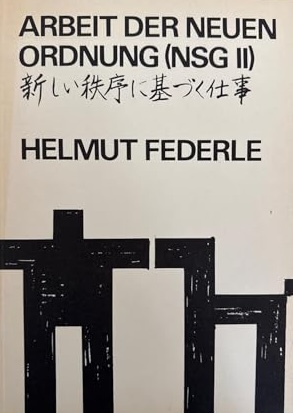 ARBEIT DER NEUEN
ORDNUNG (NSG II)
新しい秩序に基づく仕事
HELMUT FEDERLE